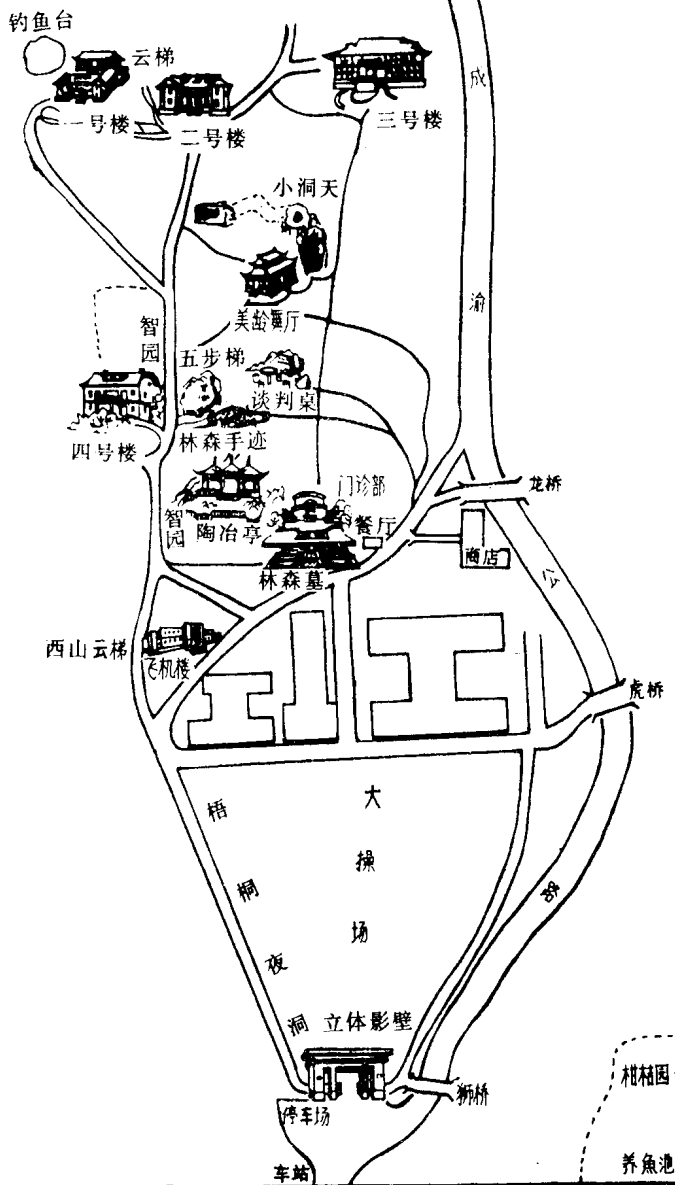 钓鱼台
云梯
一号楼
二号楼
三号楼
成渝公路
小洞天
美龄舞厅
智园
五步梯
谈判桌
四号楼
林森手迹
门诊部
龙桥
智园
陶冶亭
餐厅
商店
林森墓
西山云梯
飞机楼
虎桥
梧桐夜洞
大操场
立体影壁
狮桥
停车场
车站
柑桔园
养魚池